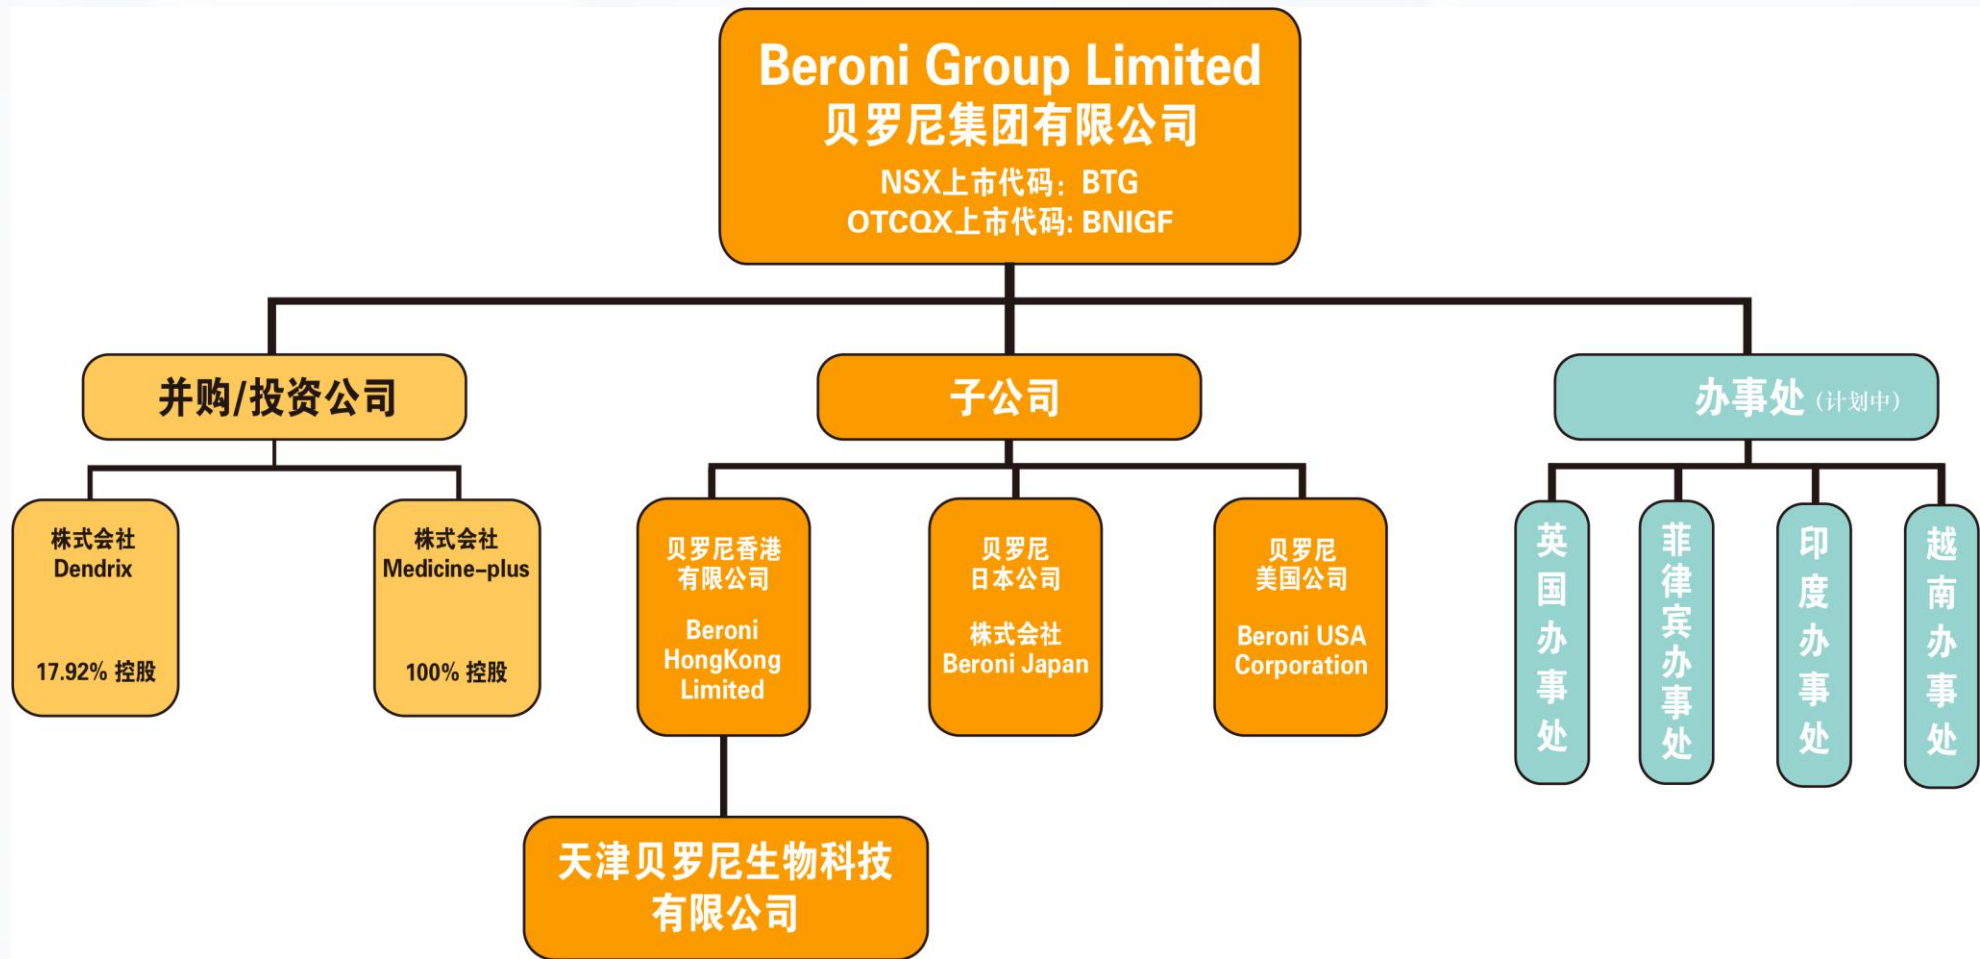 Beroni Group Limited
贝罗尼集团有限公司
NSX上市代码：BTG
OTCQX上市代码: BNIGF
并购/投资公司
子公司
办事处（计划中）
株式会社
Dendrix
17.92% 控股
株式会社
Medicine-plus
100% 控股
贝罗尼香港
有限公司
Beroni
HongKong
Limited
贝罗尼
日本公司
株式会社
Beroni Japan
贝罗尼
美国公司
Beroni USA
Corporation
英国办事处
菲律宾办事处
印度办事处
越南办事处
天津贝罗尼生物科技
有限公司